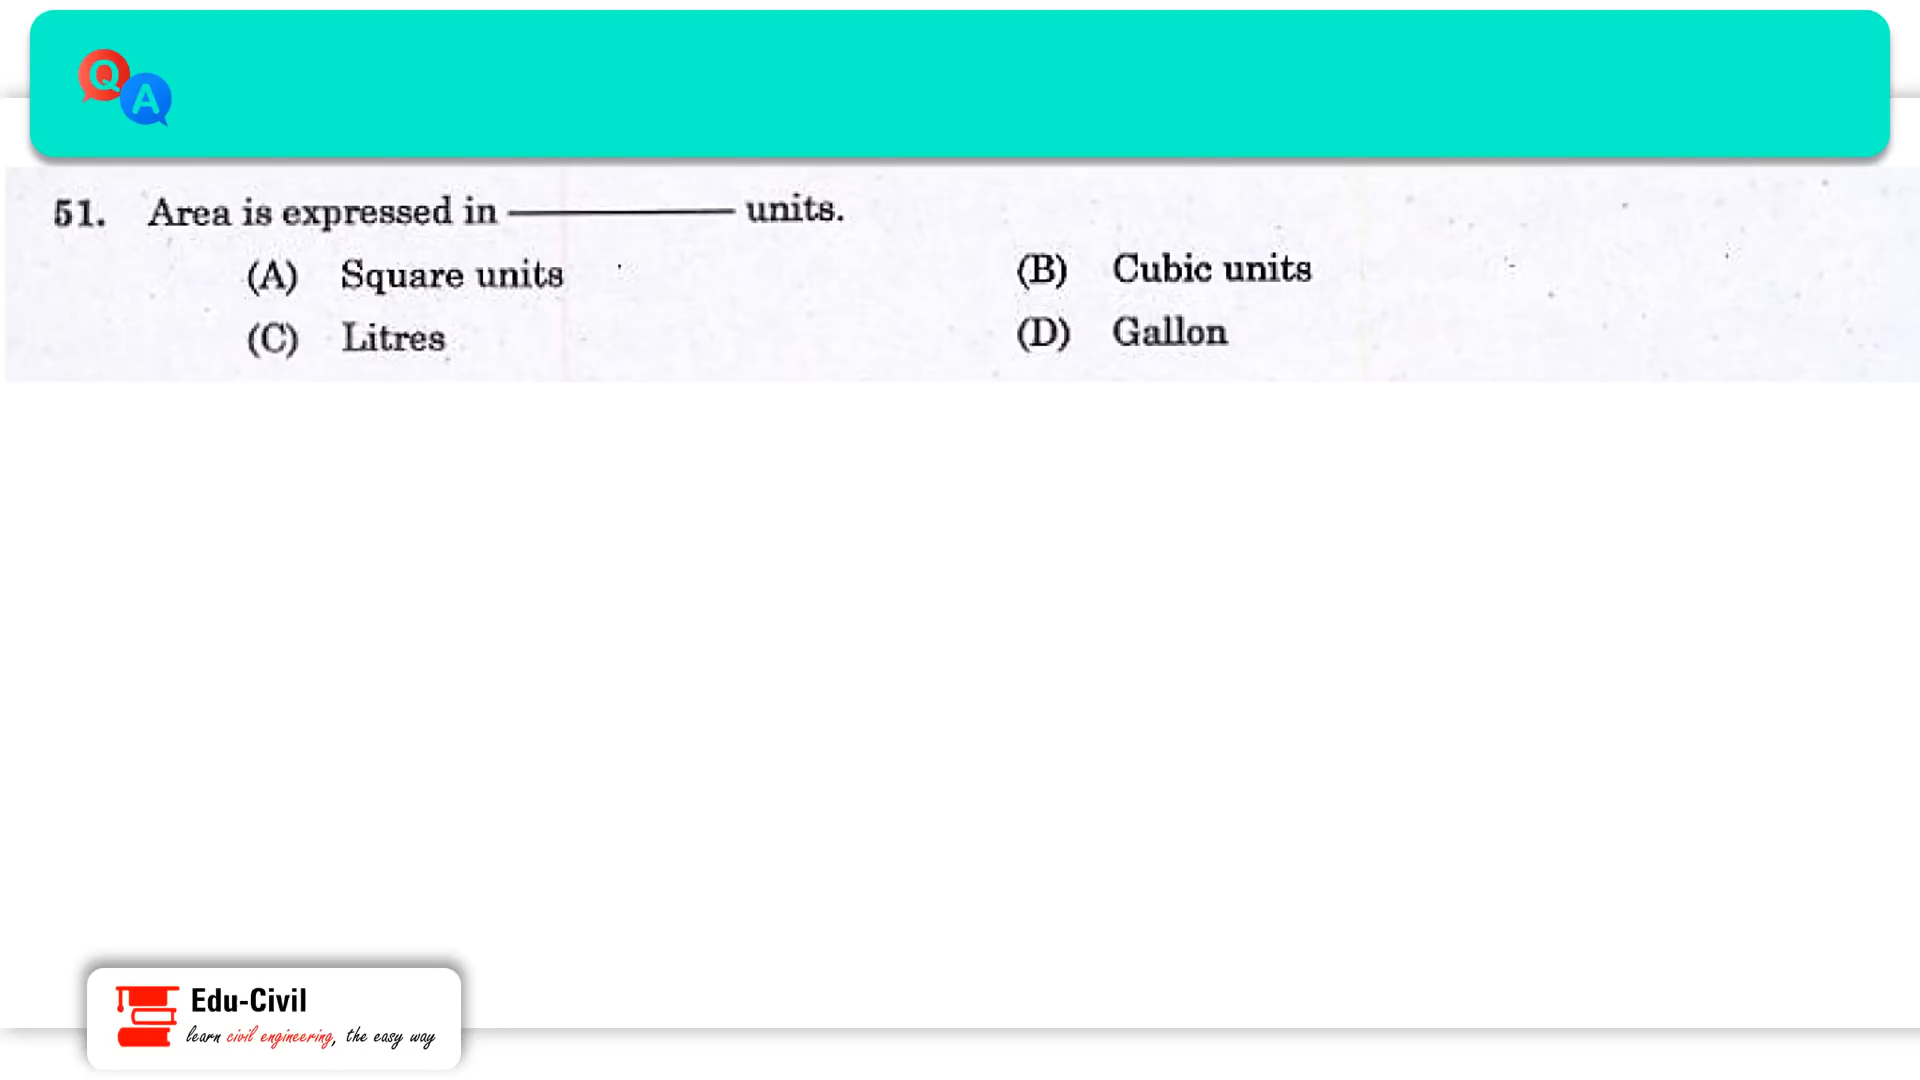 Q A
51. Area is expressed in ———— units.
(A) Square units (B) Cubic units
(C) Litres (D) Gallon
Edu-Civil
learn civil engineering, the easy way